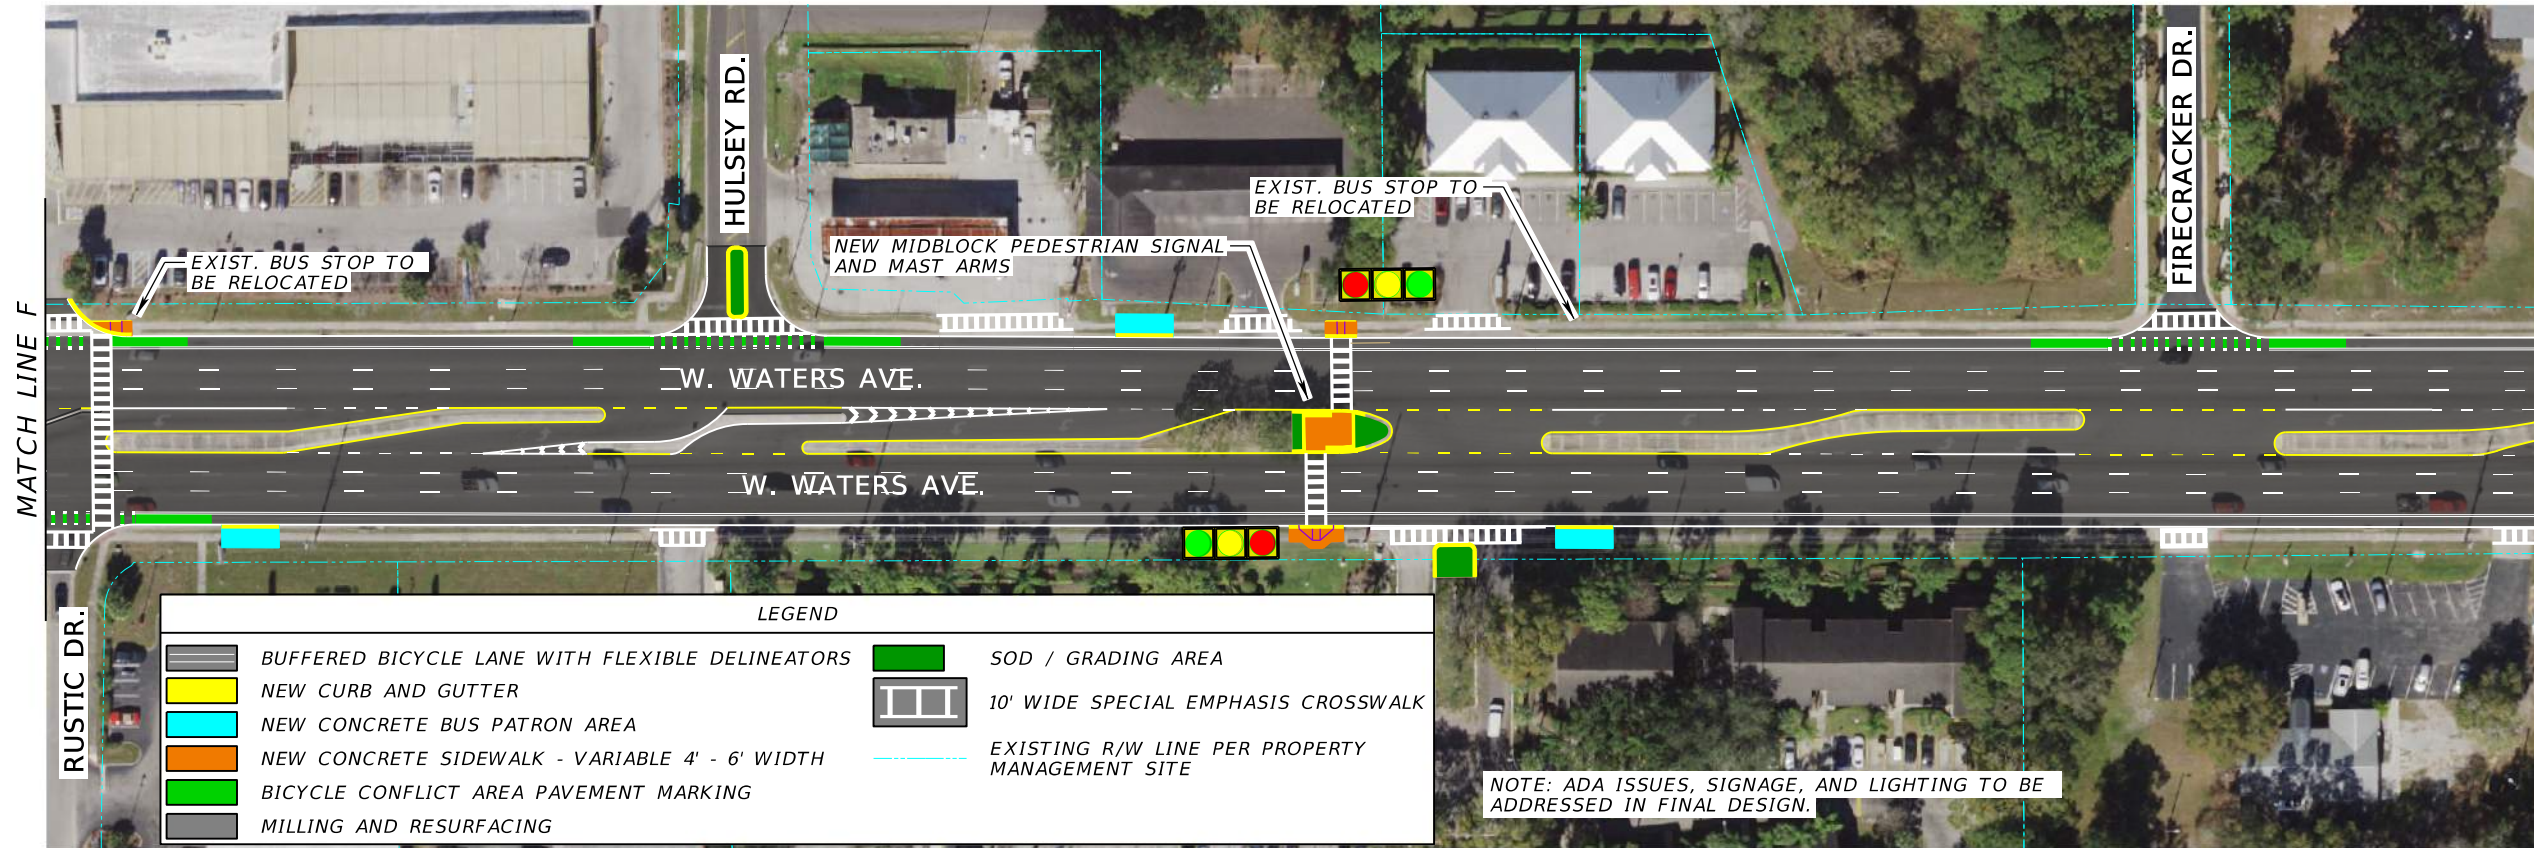 HULSEY RD.
FIRECRACKER DR.
EXIST. BUS STOP TO
BE RELOCATED
NEW MIDBLOCK PEDESTRIAN SIGNAL
AND MAST ARMS
EXIST. BUS STOP TO
BE RELOCATED
MATCH LINE F
W. WATERS AVE.
W. WATERS AVE.
RUSTIC DR.
LEGEND
BUFFERED BICYCLE LANE WITH FLEXIBLE DELINEATORS
NEW CURB AND GUTTER
NEW CONCRETE BUS PATRON AREA
NEW CONCRETE SIDEWALK - VARIABLE 4' - 6' WIDTH
BICYCLE CONFLICT AREA PAVEMENT MARKING
MILLING AND RESURFACING
SOD / GRADING AREA
10' WIDE SPECIAL EMPHASIS CROSSWALK
EXISTING R/W LINE PER PROPERTY
MANAGEMENT SITE
NOTE: ADA ISSUES, SIGNAGE, AND LIGHTING TO BE
ADDRESSED IN FINAL DESIGN.